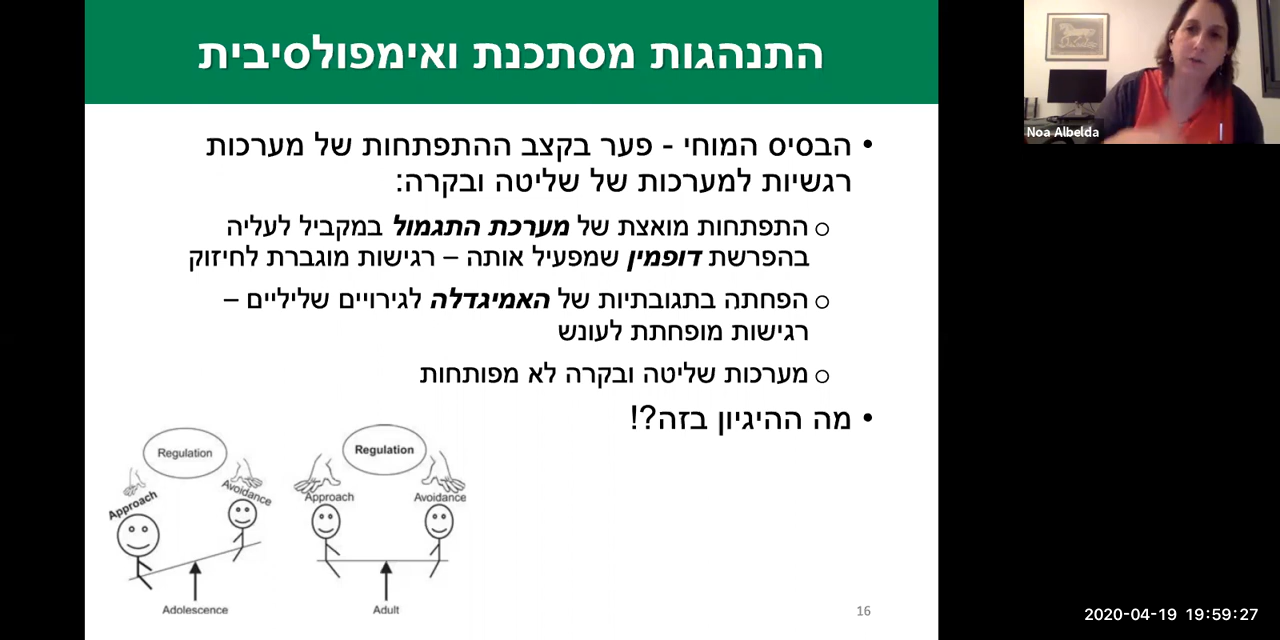 התנהגות מסתכנת ואימפולסיבית
Noa Albelda
• הבסיס המוחי - פער בקצב ההתפתחות של מערכות
רגשיות למערכות של שליטה ובקרה:
o התפתחות מואצת של מערכת התגמול במקביל לעליה
בהפרשת דופמין שמפעיל אותה – רגישות מוגברת לחיזוק
o הפחתה בתגובתיות של האמיגדלה לגירויים שליליים –
רגישות מופחתת לעונש
o מערכות שליטה ובקרה לא מפותחות
• מה ההיגיון בזה?!
Regulation
Approach
Avoidance
Adolescence
Regulation
Approach
Avoidance
Adult
16
2020-04-19 19:59:27